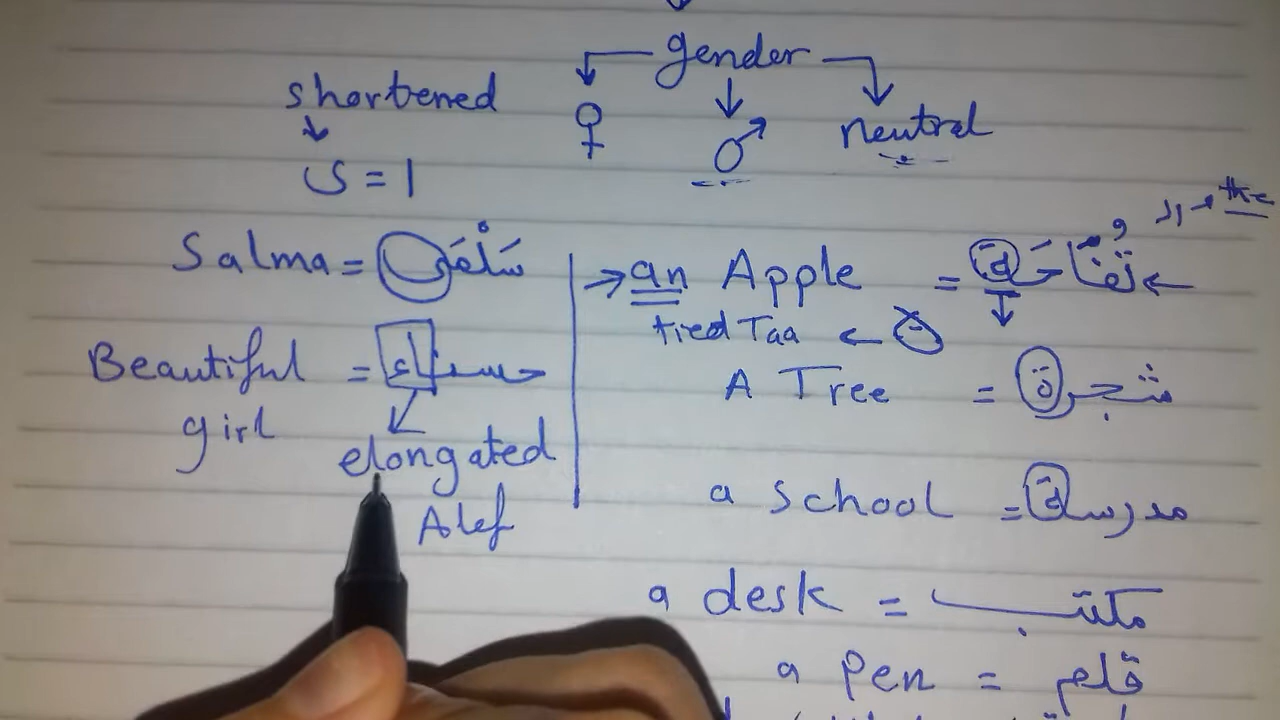 gender
shortened
♀ ♂ neutral
ى = ا
ال → the
Salma = سَلْمَى
→ an Apple = تُفَّاحَة ←
tied Taa ← ة
Beautiful girl = حسناء
A Tree = شجرة
elongated Alef
a school = مدرسة
a desk = مكتب
a pen = قلم